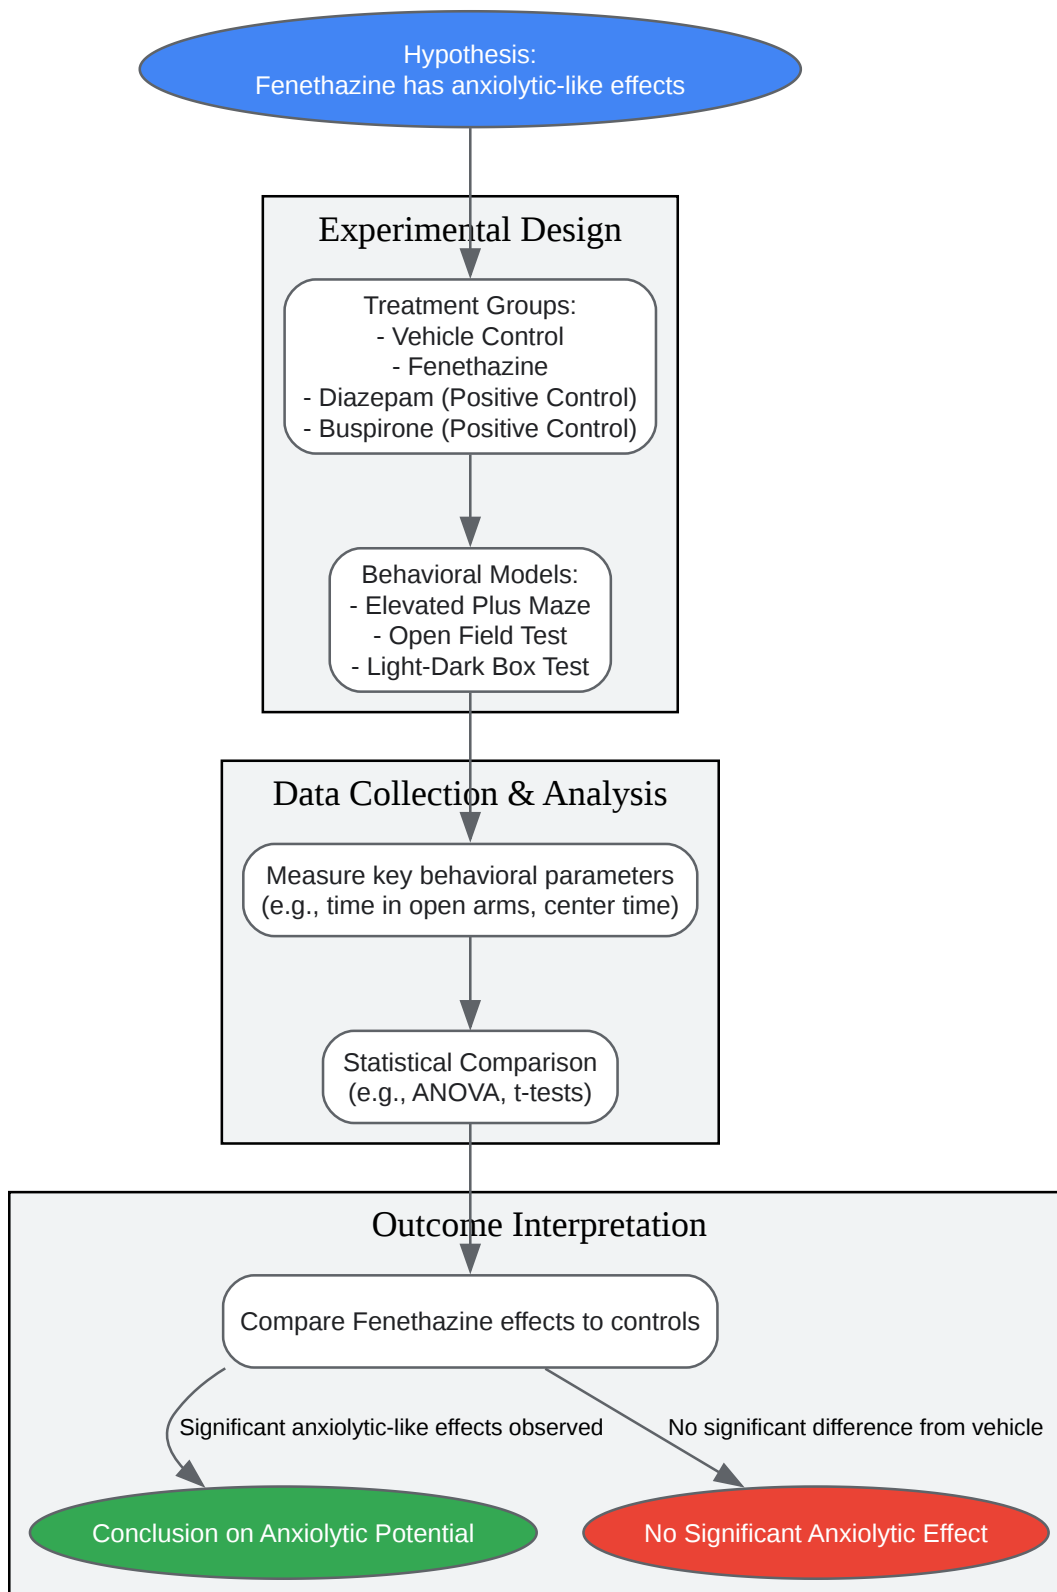 Hypothesis:
Fenethazine has anxiolytic-like effects
Experimental Design
Treatment Groups:
- Vehicle Control
- Fenethazine
- Diazepam (Positive Control)
- Buspirone (Positive Control)
Behavioral Models:
- Elevated Plus Maze
- Open Field Test
- Light-Dark Box Test
Data Collection & Analysis
Measure key behavioral parameters
(e.g., time in open arms, center time)
Statistical Comparison
(e.g., ANOVA, t-tests)
Outcome Interpretation
Compare Fenethazine effects to controls
Significant anxiolytic-like effects observed
No significant difference from vehicle
Conclusion on Anxiolytic Potential
No Significant Anxiolytic Effect